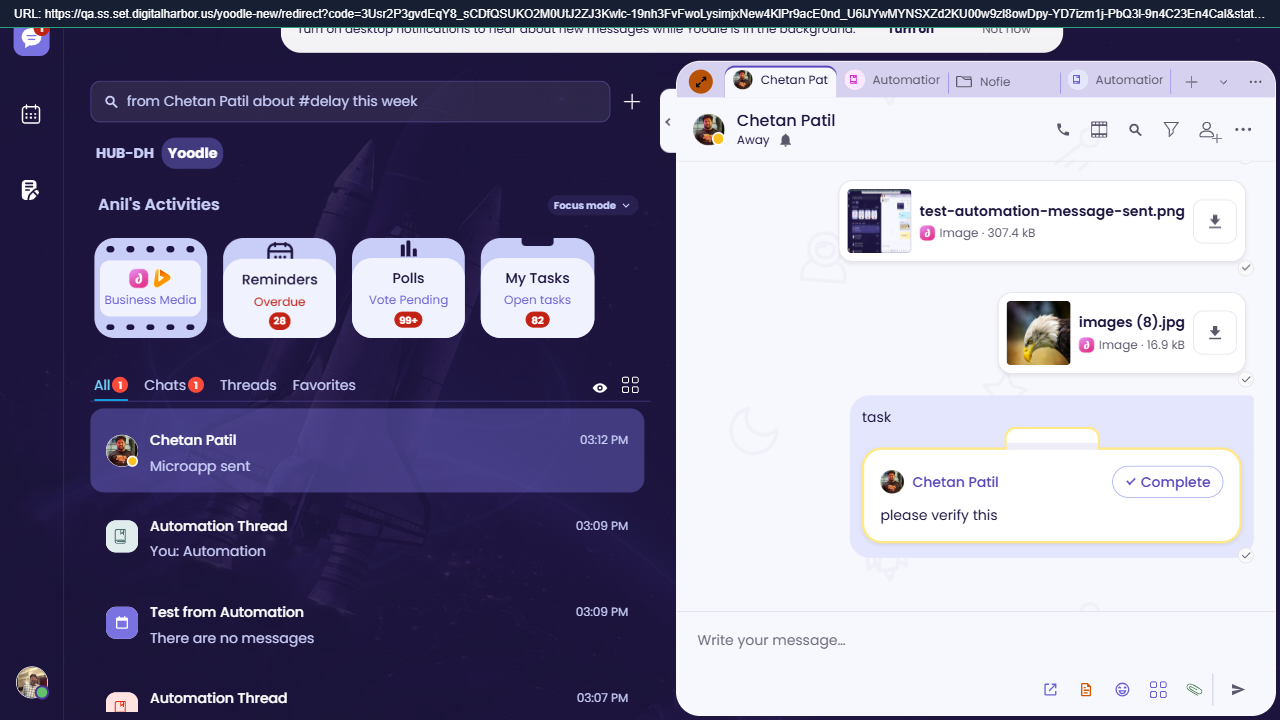 URL: https://qa.ss.set.digitalharbor.us/yoodle-new/redirect?code=3Usr2P3gvdEqY8_sCDfQSUKO2M0UtJ2ZJ3Kwlc-19nh3FvFwoLysimjxNew4KlPr9acE0nd_U6IJYwMYNSXZd2KU00w9zl8owDpy-YD7izm1j-PbQ3l-9n4C23En4CaI&stat...
Turn on desktop notifications to hear about new messages while Yoodle is in the background. Turn on Not now
from Chetan Patil about #delay this week
HUB-DH Yoodle
Anil's Activities
Focus mode
Business Media
Reminders
Overdue
28
Polls
Vote Pending
99+
My Tasks
Open tasks
82
All 1 Chats 1 Threads Favorites
Chetan Patil 03:12 PM
Microapp sent
Automation Thread 03:09 PM
You: Automation
Test from Automation 03:09 PM
There are no messages
Automation Thread 03:07 PM
Chetan Pat Automation Nofie Automation
Chetan Patil
Away
test-automation-message-sent.png
Image · 307.4 kB
images (8).jpg
Image · 16.9 kB
task
Chetan Patil Complete
please verify this
Write your message...